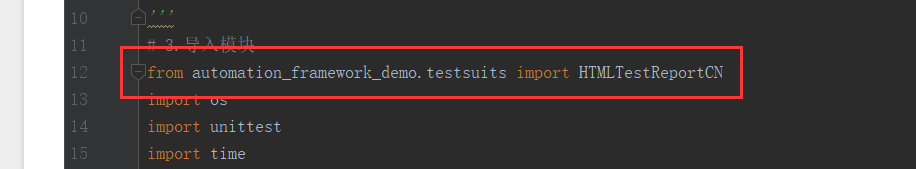 10 '''
11 # 3.导入模块
12 from automation_framework_demo.testsuits import HTMLTestReportCN
13 import os
14 import unittest
15 import time